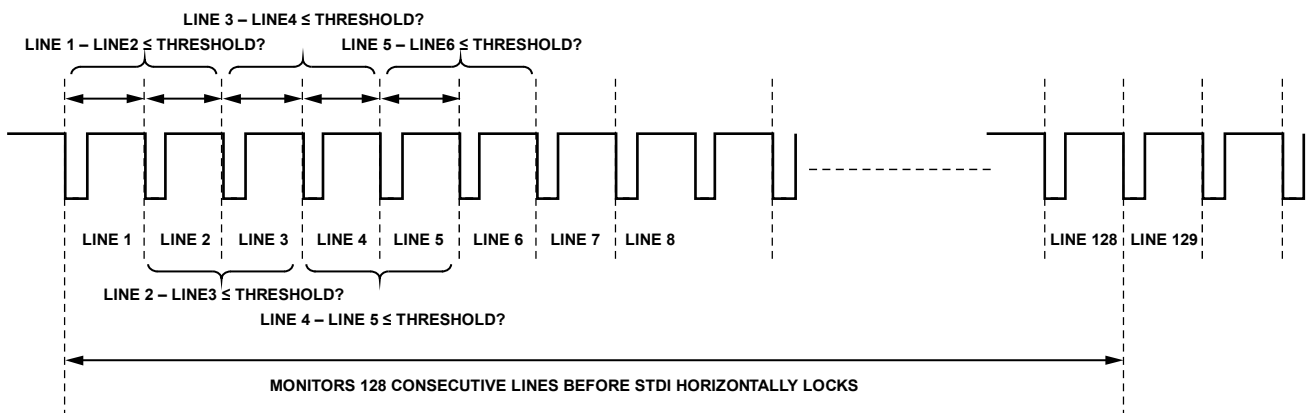 LINE 3 – LINE4 ≤ THRESHOLD?
LINE 1 – LINE2 ≤ THRESHOLD?
LINE 5 – LINE6 ≤ THRESHOLD?
LINE 1
LINE 2
LINE 3
LINE 4
LINE 5
LINE 6
LINE 7
LINE 8
LINE 128
LINE 129
LINE 2 – LINE3 ≤ THRESHOLD?
LINE 4 – LINE 5 ≤ THRESHOLD?
MONITORS 128 CONSECUTIVE LINES BEFORE STDI HORIZONTALLY LOCKS